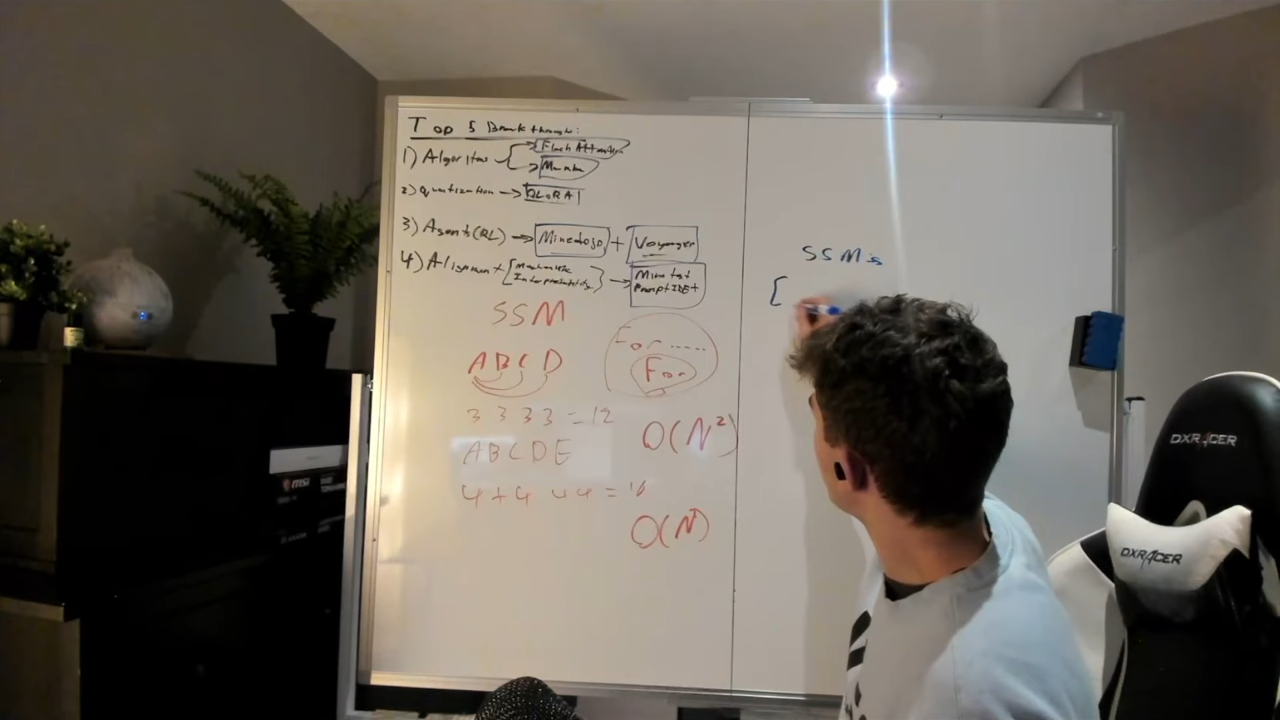 Top 5 Breakthroughs:
1) Algorithms → Flash Attention
→ Mamba
2) Quantization → QLORA
3) Agents (RL) → Minedojo + Voyager
4) Alignment [Mechanistic
Interpretability] →
SSM
For.....
For
ABCD
3 3 3 3 = 12
O(N²)
ABCDE
4 + 4 4 4 = 16
O(N)
SSMs
[
msi
DXRACER
DXRACER